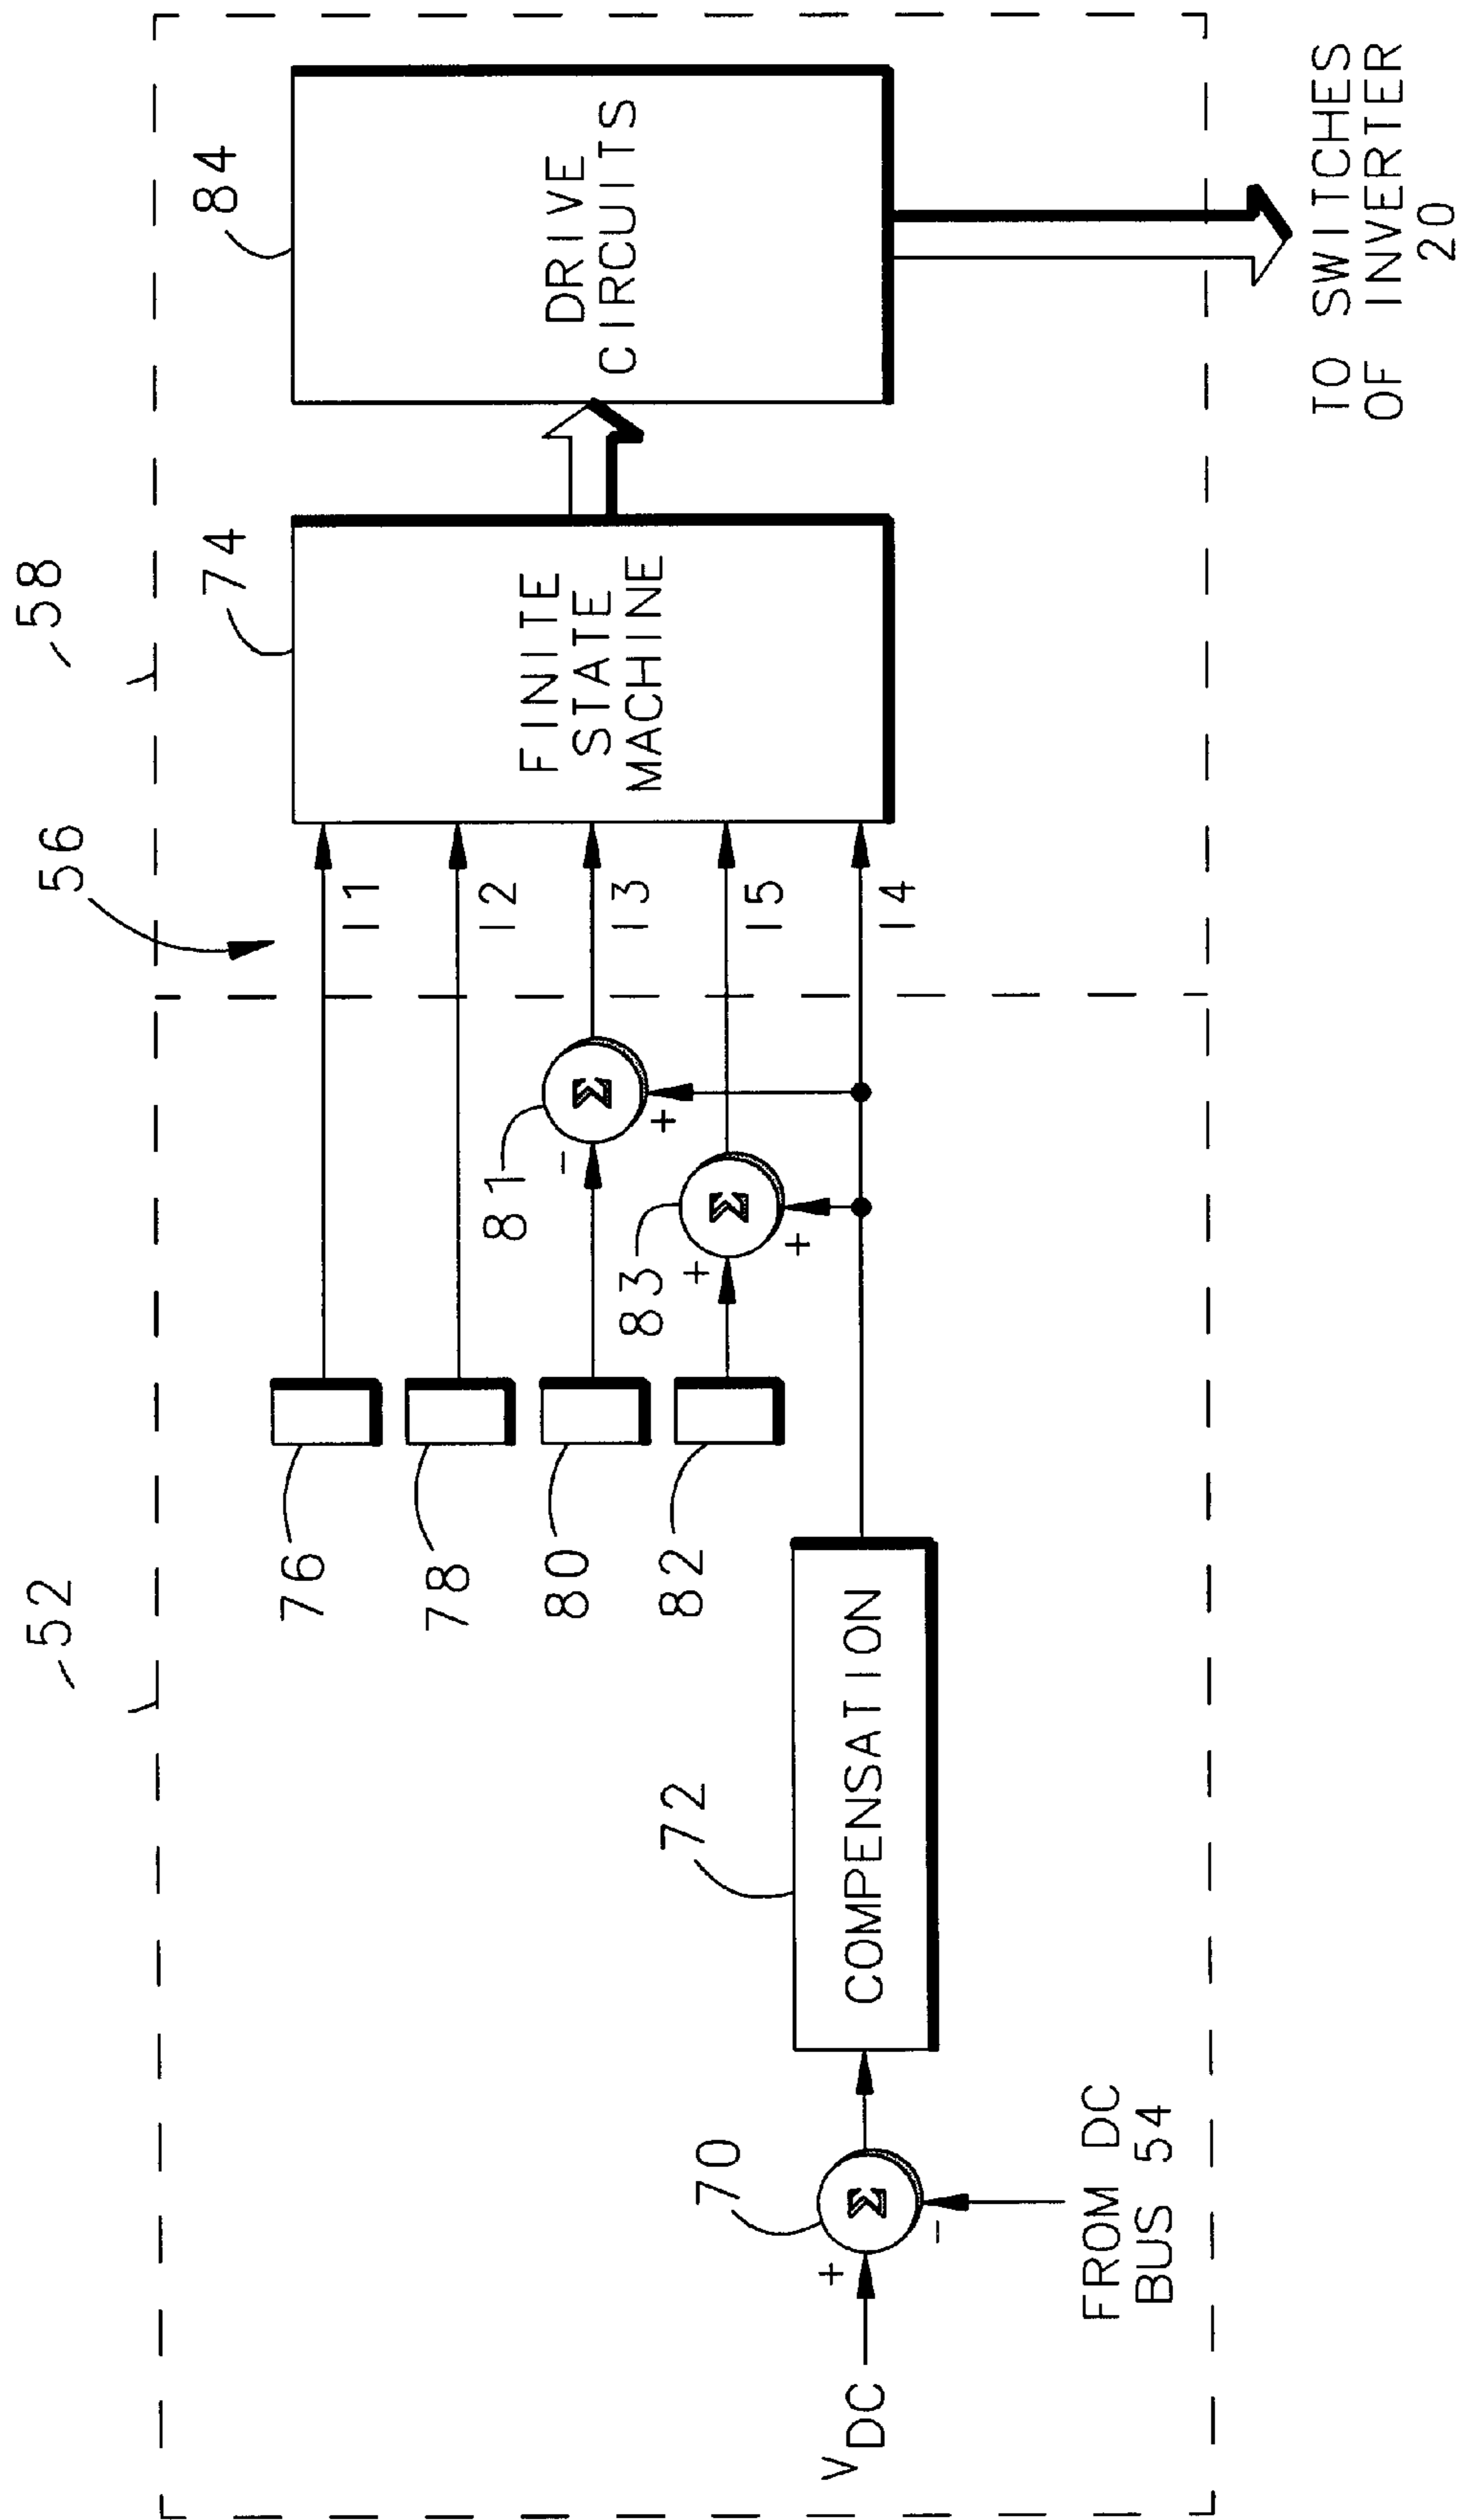 52
58
56
76
78
80
82
81
83
74
84
I1
I2
I3
I5
I4
Σ
-
+
Σ
+
+
FINITE
STATE
MACHINE
DRIVE
CIRCUITS
72
COMPENSATION
70
Σ
+
-
VDC
FROM DC
BUS 54
TO SWITCHES
OF INVERTER
20